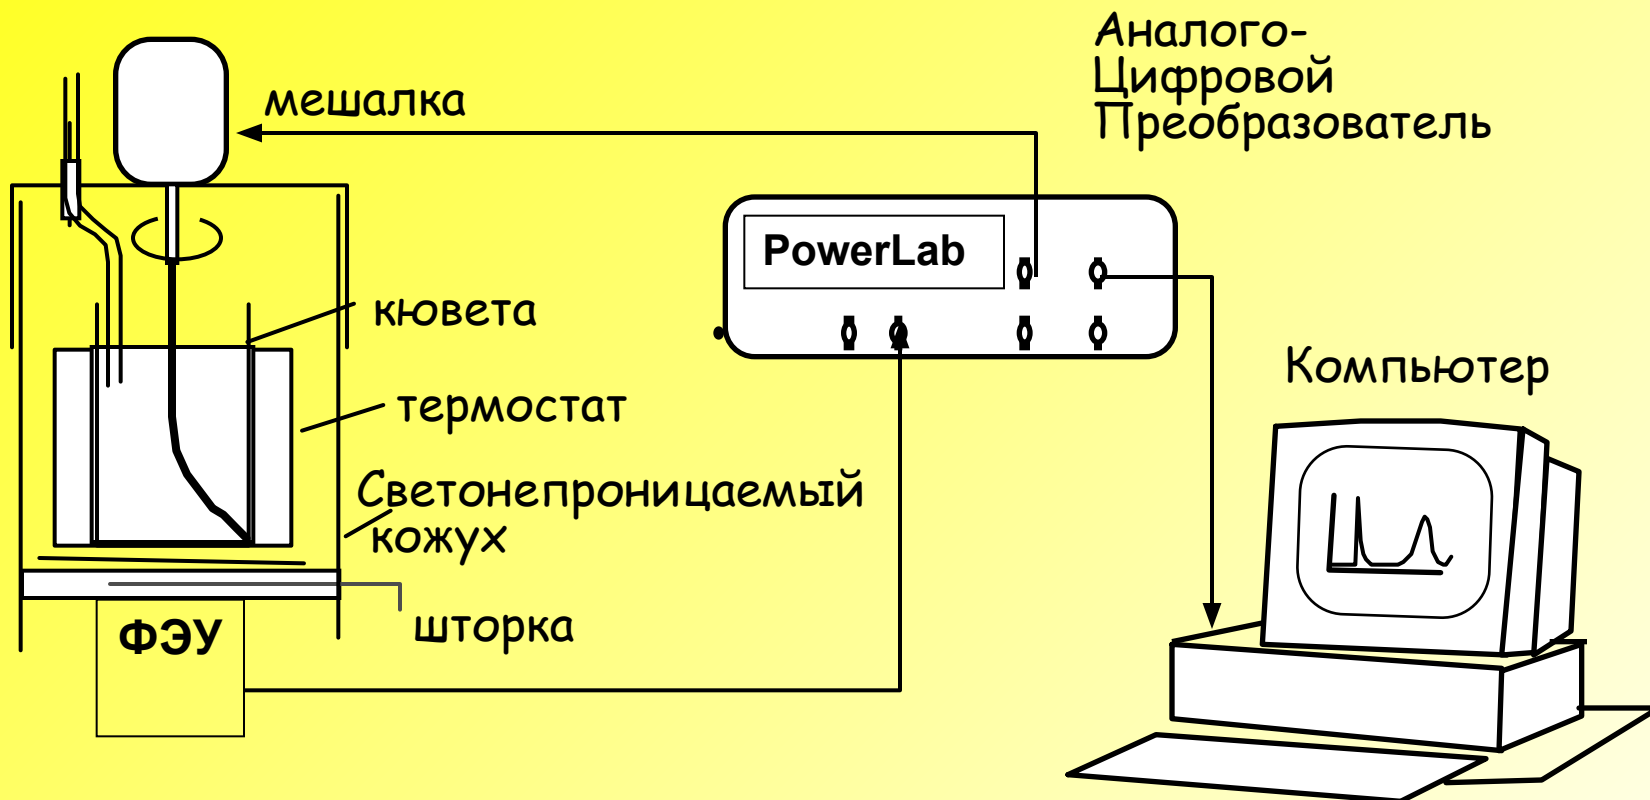 Аналого-
Цифровой
Преобразователь
мешалка
PowerLab
кювета
Компьютер
термостат
Светонепроницаемый
кожух
шторка
ФЭУ